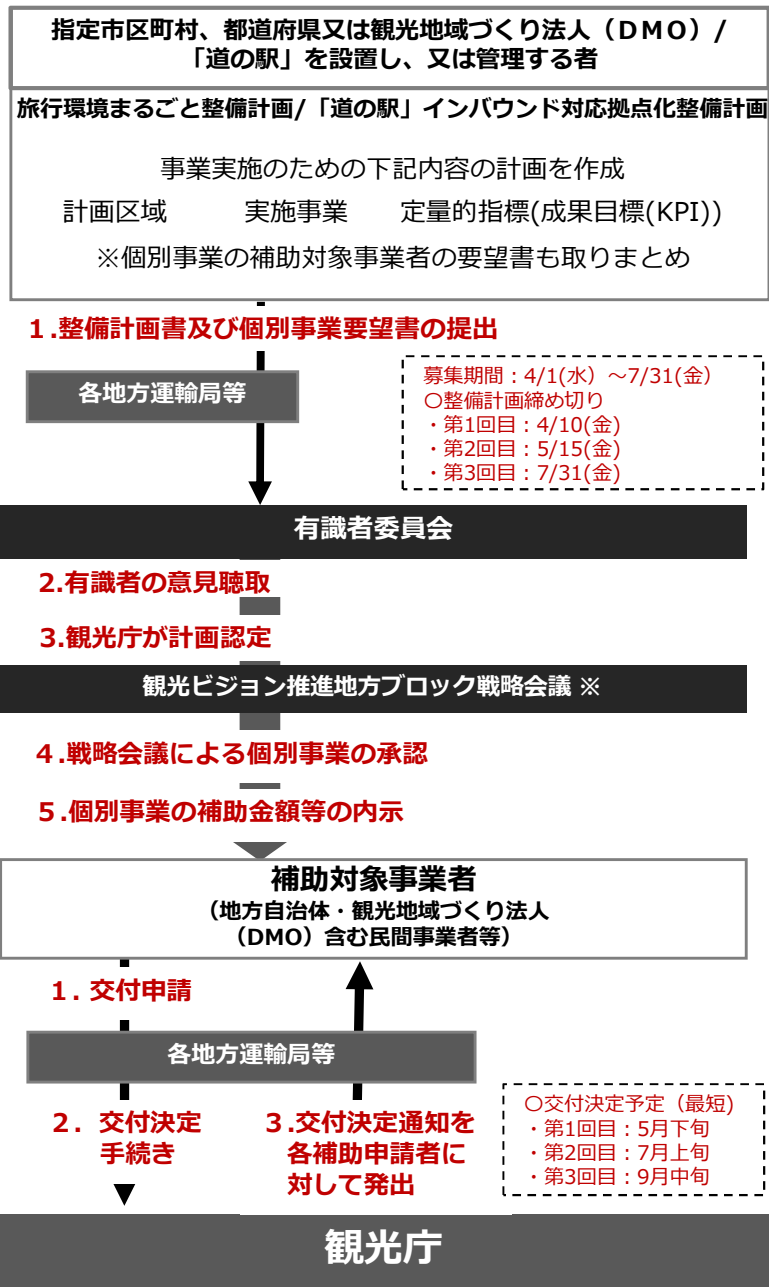 指定市区町村、都道府県又は観光地域づくり法人（DMO）/
「道の駅」を設置し、又は管理する者
旅行環境まるごと整備計画/「道の駅」インバウンド対応拠点化整備計画
事業実施のための下記内容の計画を作成
計画区域 実施事業 定量的指標(成果目標(KPI))
※個別事業の補助対象事業者の要望書も取りまとめ
１.整備計画書及び個別事業要望書の提出
各地方運輸局等
募集期間：4/1(水）～7/31(金）
〇整備計画締め切り
・第1回目：4/10(金)
・第2回目：5/15(金)
・第3回目：7/31(金)
有識者委員会
2.有識者の意見聴取
3.観光庁が計画認定
観光ビジョン推進地方ブロック戦略会議 ※
４.戦略会議による個別事業の承認
５.個別事業の補助金額等の内示
補助対象事業者
（地方自治体・観光地域づくり法人
（DMO）含む民間事業者等）
１. 交付申請
各地方運輸局等
２. 交付決定
手続き
３.交付決定通知を
各補助申請者に
対して発出
〇交付決定予定（最短)
・第1回目：5月下旬
・第2回目：7月上旬
・第3回目：9月中旬
観光庁